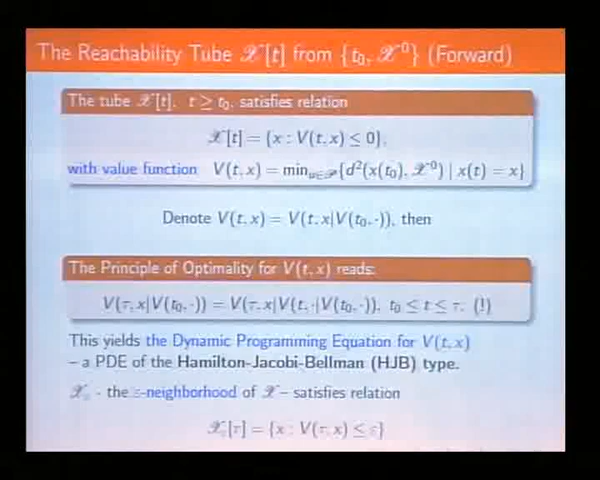 The Reachability Tube 𝒳[t] from {t₀, 𝒳⁰} (Forward)
The tube 𝒳[t], t ≥ t₀, satisfies relation
𝒳[t] = {x : V(t, x) ≤ 0},
with value function V(t, x) = min_{u∈𝒫}{d²(x(t₀), 𝒳⁰) | x(t) = x}
Denote V(t, x) = V(t, x|V(t₀, ·)), then
The Principle of Optimality for V(t, x) reads:
V(τ, x|V(t₀, ·)) = V(τ, x|V(t, ·|V(t₀, ·)), t₀ ≤ t ≤ τ. (!)
This yields the Dynamic Programming Equation for V(t, x)
– a PDE of the Hamilton-Jacobi-Bellman (HJB) type.
𝒳_ε - the ε-neighborhood of 𝒳 – satisfies relation
𝒳_ε[τ] = {x : V(τ, x) ≤ ε}